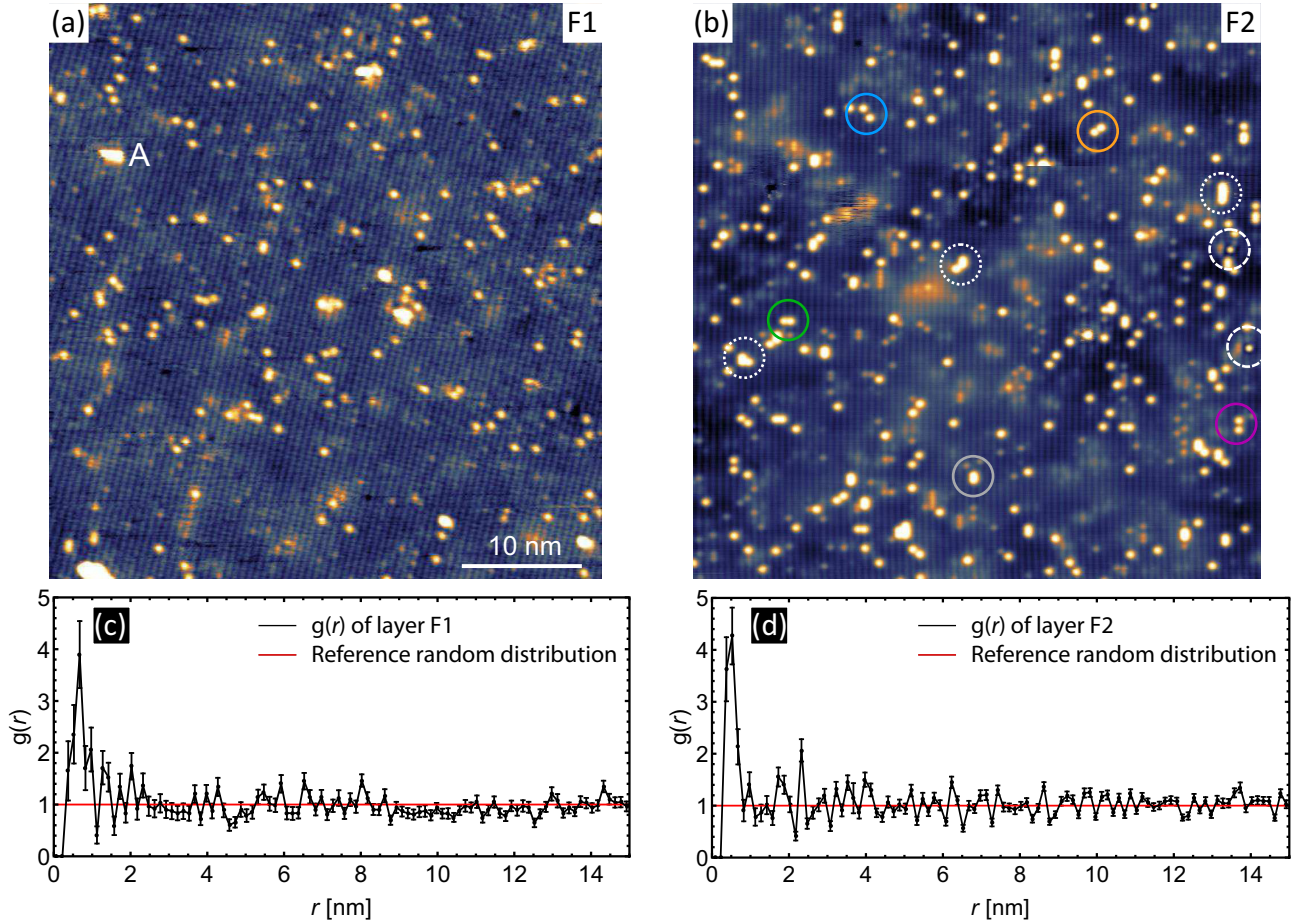 (a) F1
(b) F2
A
10 nm
(c)
g(r) of layer F1
Reference random distribution
g(r)
5
4
3
2
1
0
0 2 4 6 8 10 12 14
r [nm]
(d)
g(r) of layer F2
Reference random distribution
g(r)
5
4
3
2
1
0
0 2 4 6 8 10 12 14
r [nm]